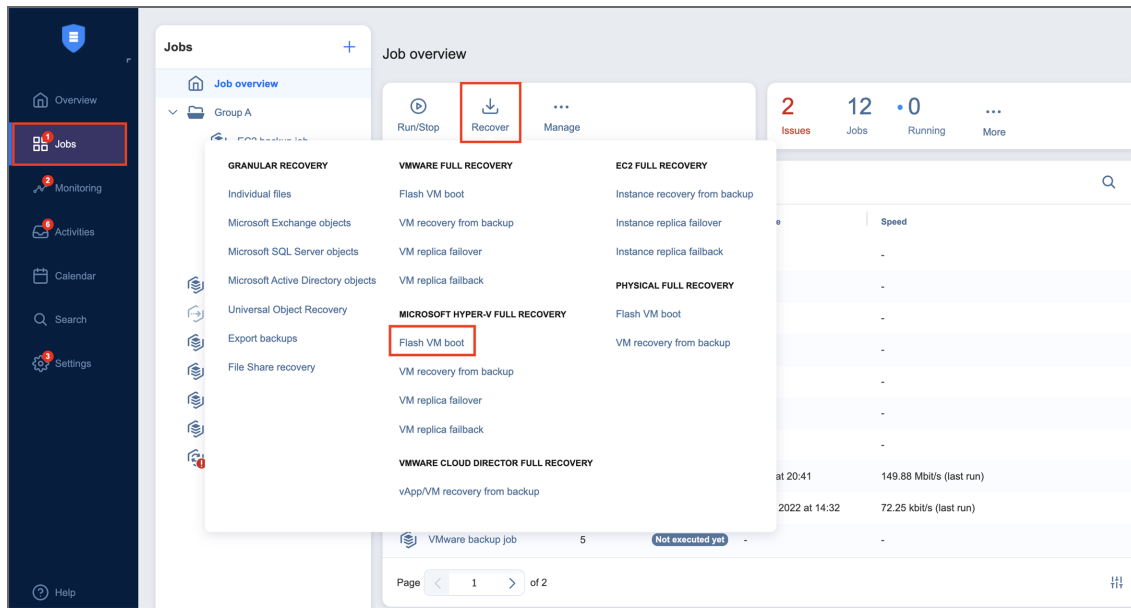 Overview
1
Jobs
2
Monitoring
6
Activities
Calendar
Search
3
Settings
Help
Jobs
Job overview
Group A
Job overview
Run/Stop
Recover
Manage
2
Issues
12
Jobs
0
Running
More
GRANULAR RECOVERY
Individual files
Microsoft Exchange objects
Microsoft SQL Server objects
Microsoft Active Directory objects
Universal Object Recovery
Export backups
File Share recovery
VMWARE FULL RECOVERY
Flash VM boot
VM recovery from backup
VM replica failover
VM replica failback
MICROSOFT HYPER-V FULL RECOVERY
Flash VM boot
VM recovery from backup
VM replica failover
VM replica failback
VMWARE CLOUD DIRECTOR FULL RECOVERY
vApp/VM recovery from backup
EC2 FULL RECOVERY
Instance recovery from backup
Instance replica failover
Instance replica failback
PHYSICAL FULL RECOVERY
Flash VM boot
VM recovery from backup
Speed
-
-
-
-
-
-
-
at 20:41 149.88 Mbit/s (last run)
2022 at 14:32 72.25 kbit/s (last run)
VMware backup job 5 Not executed yet - -
Page 1 of 2